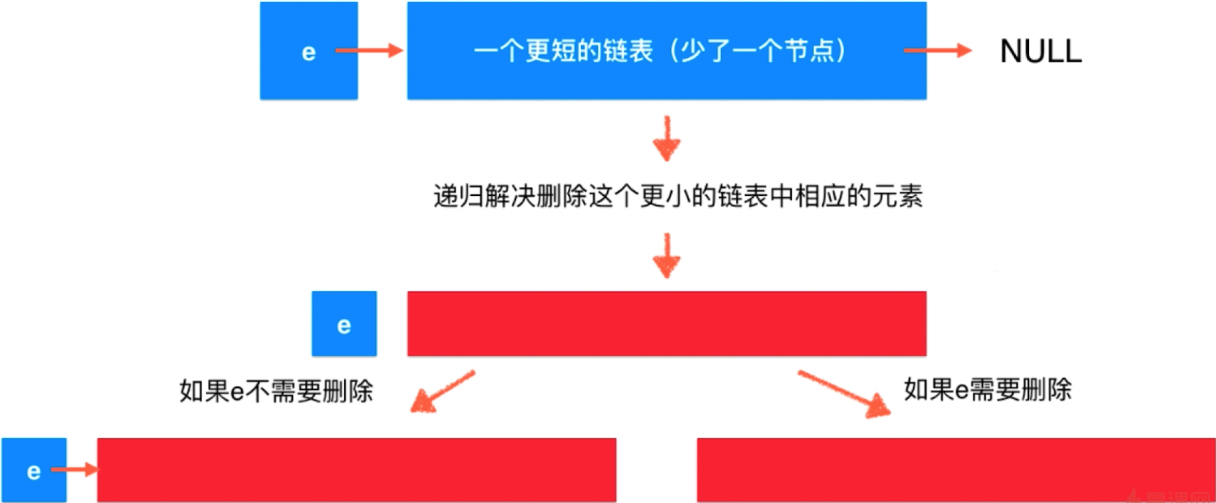 e
一个更短的链表（少了一个节点）
NULL
递归解决删除这个更小的链表中相应的元素
e
如果e不需要删除
如果e需要删除
e